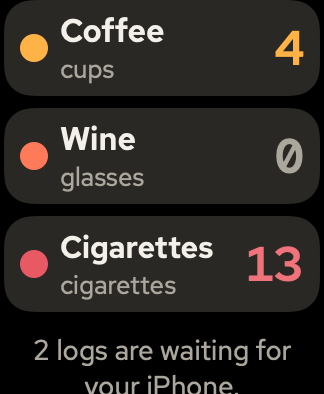 Coffee
cups
4
Wine
glasses
0
Cigarettes
cigarettes
13
2 logs are waiting for
your iPhone.